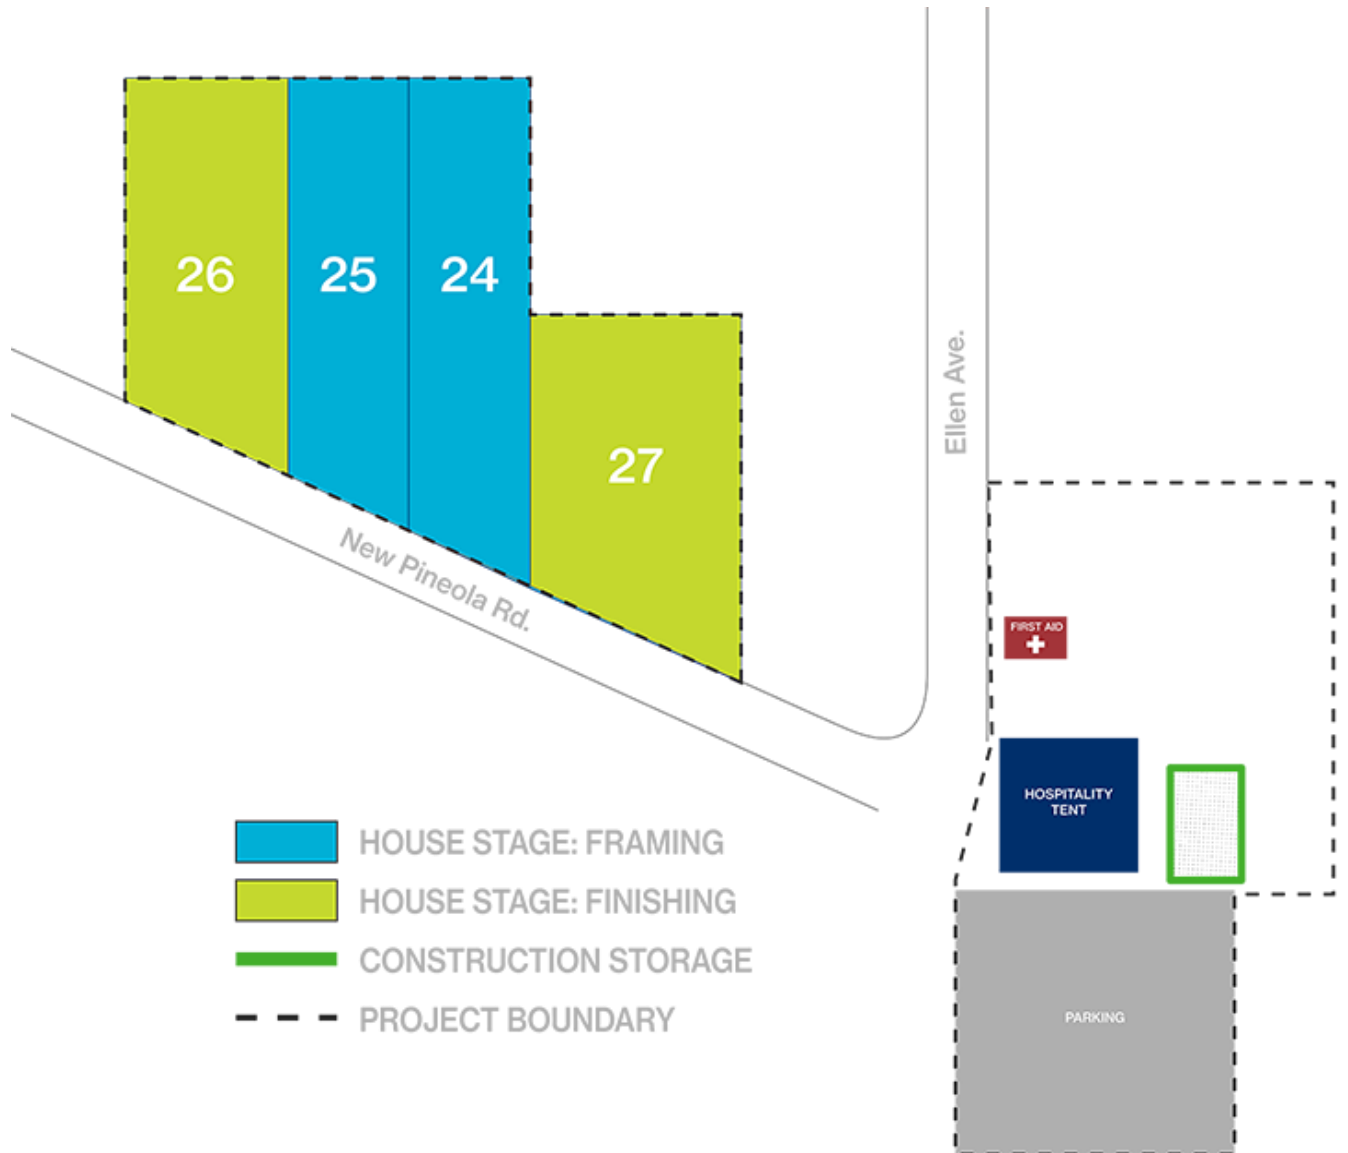 26
25
24
27
Ellen Ave.
New Pineola Rd.
FIRST AID
HOSPITALITY
TENT
HOUSE STAGE: FRAMING
HOUSE STAGE: FINISHING
CONSTRUCTION STORAGE
PROJECT BOUNDARY
PARKING